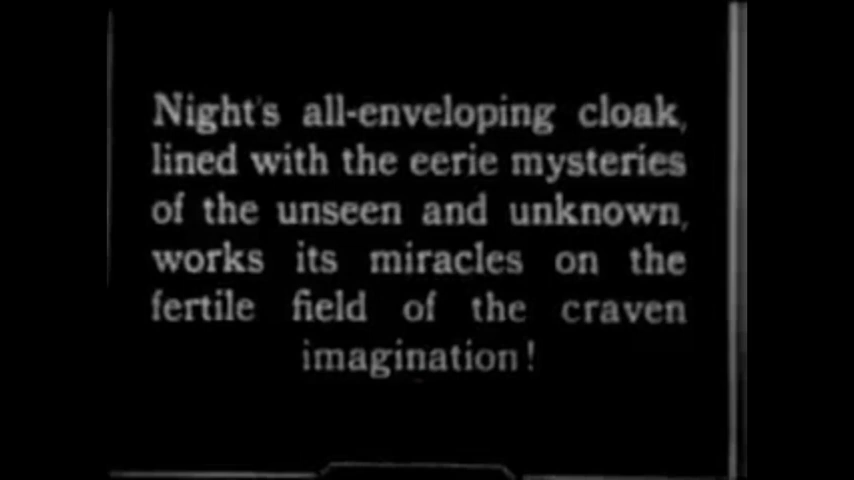 Night's all-enveloping cloak,
lined with the eerie mysteries
of the unseen and unknown,
works its miracles on the
fertile field of the craven
imagination!